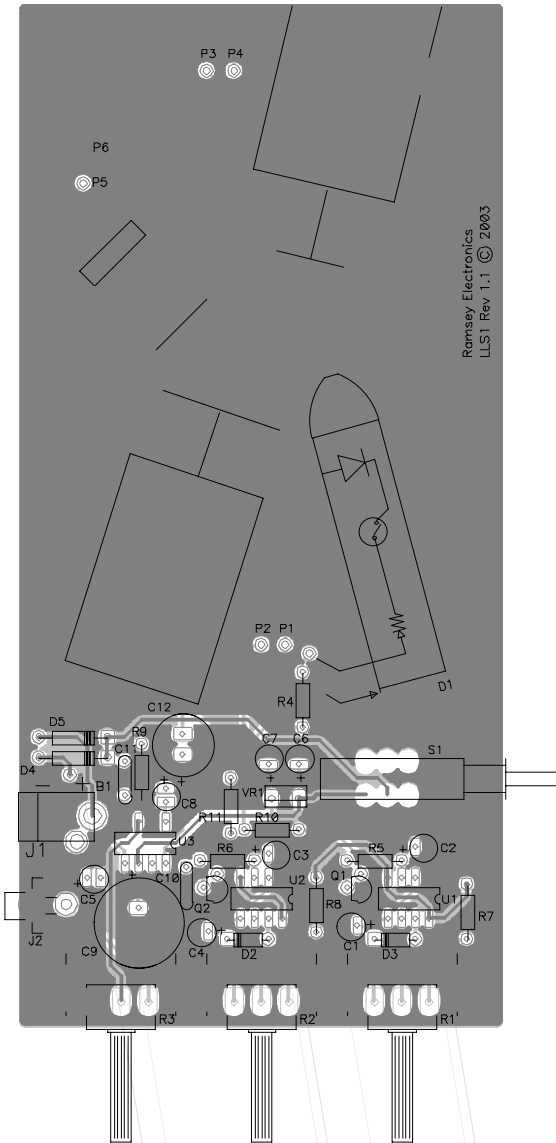 P3 P4
P6
P5
Ramsey Electronics
LLS1 Rev 1.1 © 2003
P2 P1
D1
R4
C12
D5
R9
C7 C6
S1
C11
D4
B1
C8
VR1
R11
R10
J1
CU3
C3
C2
R6
R5
C10
C5
U2
Q1
Q2
R8
CU1
R7
J2
C9
C4
C1
D2
D3
R3
R2
R1